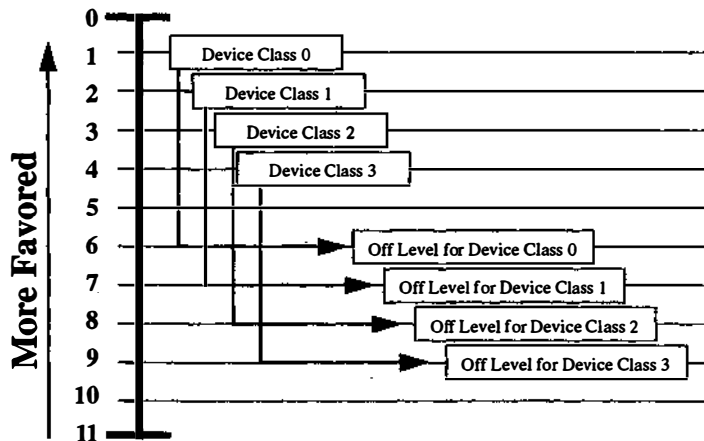 More Favored
0
1 Device Class 0
2 Device Class 1
3 Device Class 2
4 Device Class 3
5
6 Off Level for Device Class 0
7 Off Level for Device Class 1
8 Off Level for Device Class 2
9 Off Level for Device Class 3
10
11